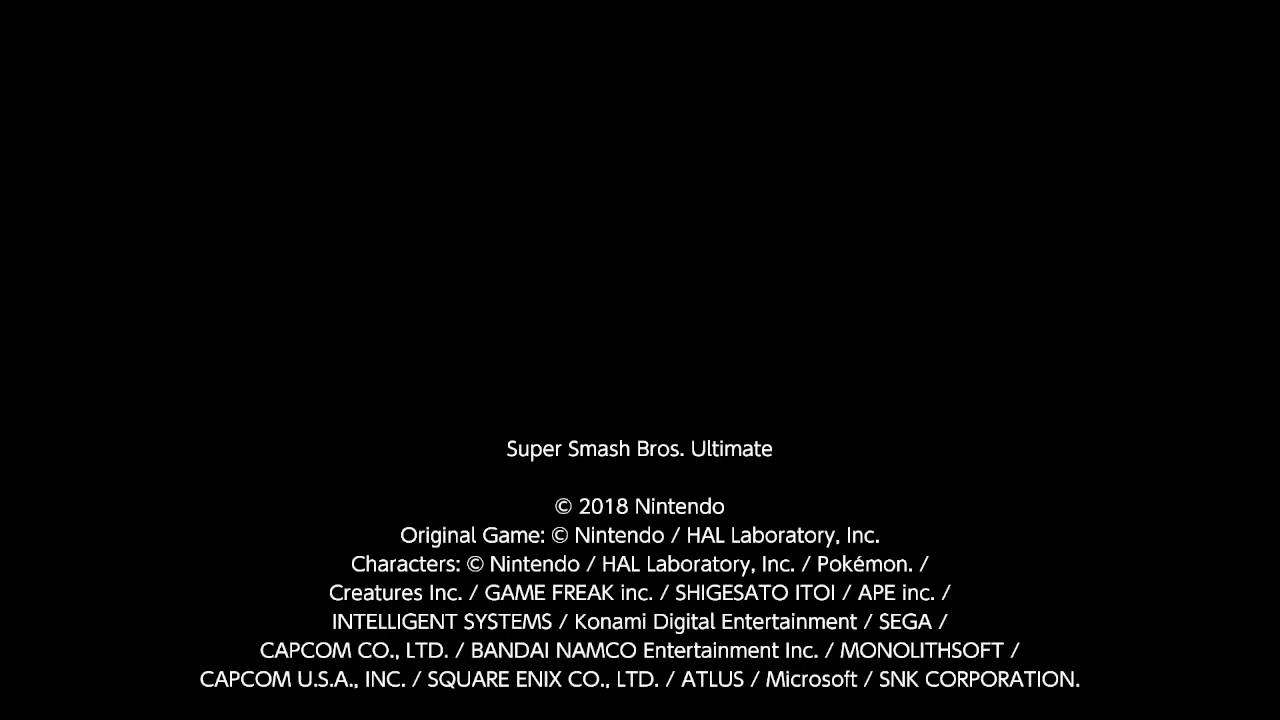 Super Smash Bros. Ultimate
© 2018 Nintendo
Original Game: © Nintendo / HAL Laboratory, Inc.
Characters: © Nintendo / HAL Laboratory, Inc. / Pokémon. /
Creatures Inc. / GAME FREAK inc. / SHIGESATO ITOI / APE inc. /
INTELLIGENT SYSTEMS / Konami Digital Entertainment / SEGA /
CAPCOM CO., LTD. / BANDAI NAMCO Entertainment Inc. / MONOLITHSOFT /
CAPCOM U.S.A., INC. / SQUARE ENIX CO., LTD. / ATLUS / Microsoft / SNK CORPORATION.